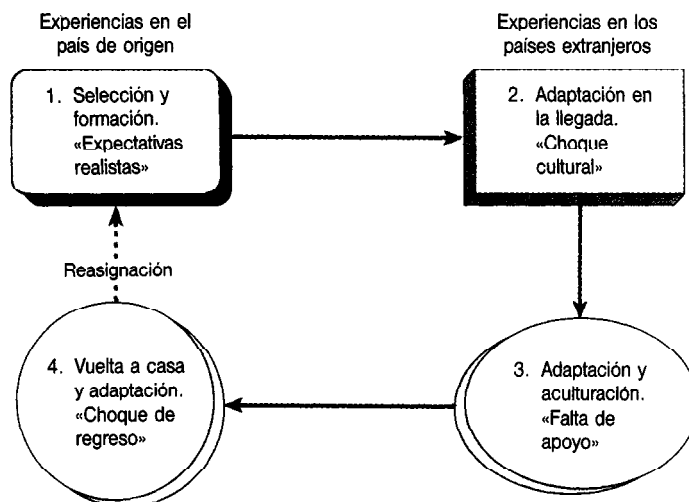 Experiencias en el
país de origen
Experiencias en los
países extranjeros
1. Selección y
formación.
«Expectativas
realistas»
2. Adaptación en
la llegada.
«Choque
cultural»
Reasignación
4. Vuelta a casa
y adaptación.
«Choque de
regreso»
3. Adaptación y
aculturación.
«Falta de
apoyo»